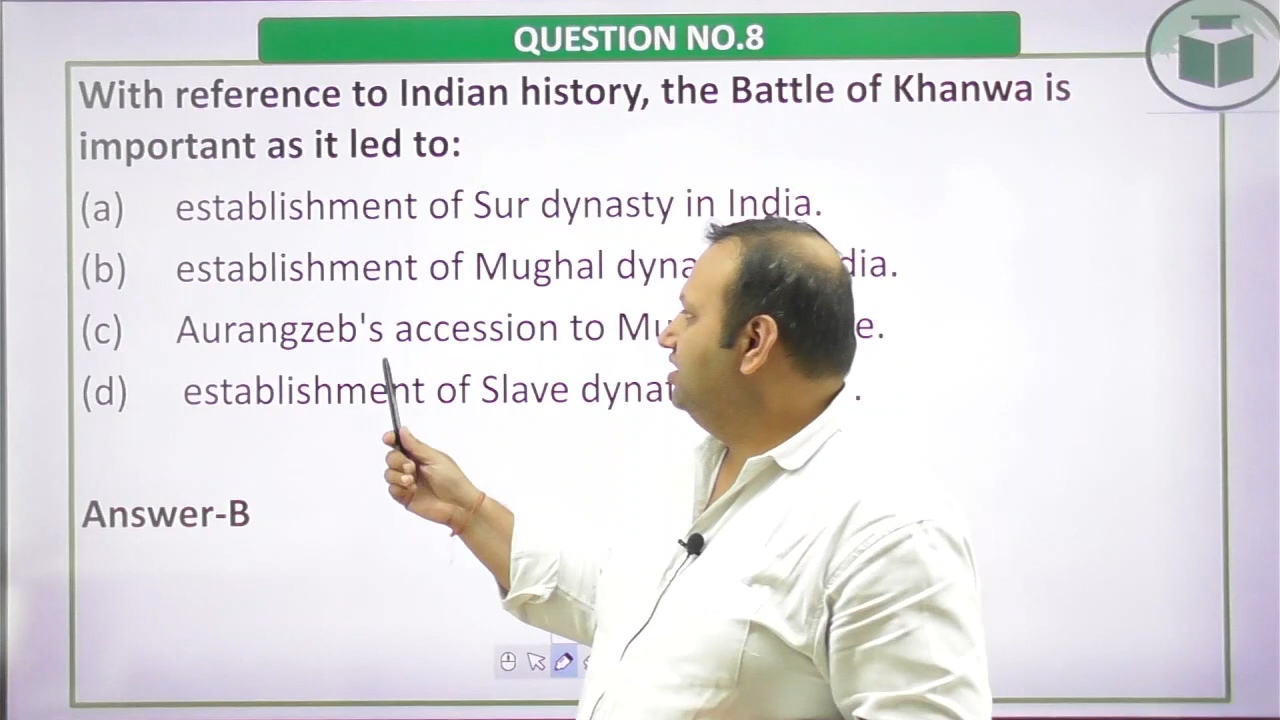 QUESTION NO.8
With reference to Indian history, the Battle of Khanwa is
important as it led to:
(a) establishment of Sur dynasty in India.
(b) establishment of Mughal dyna dia.
(c) Aurangzeb's accession to Mu e.
(d) establishment of Slave dynat .
Answer-B